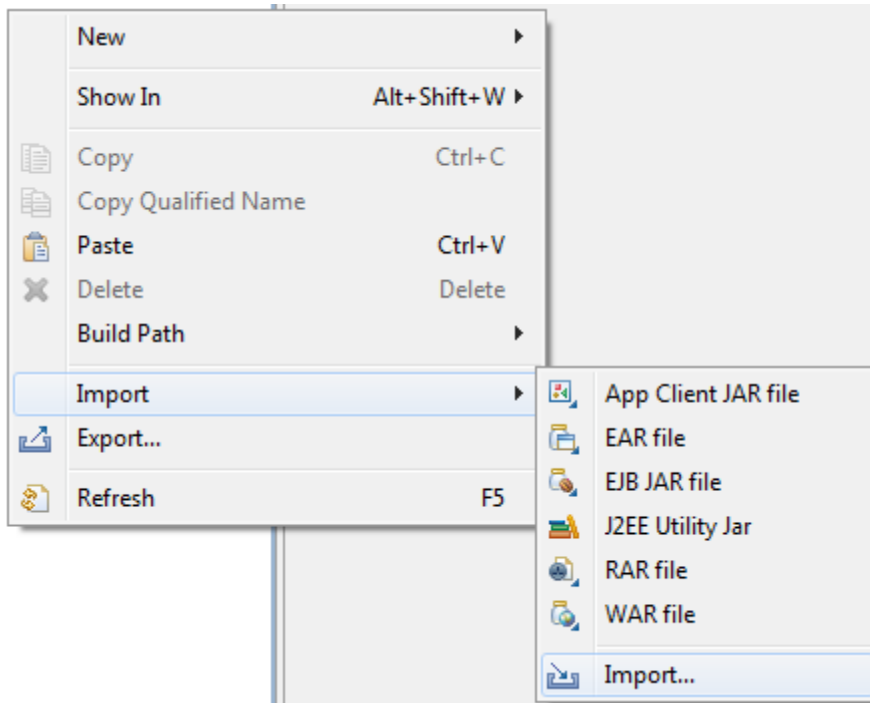 New
Show In Alt+Shift+W
Copy Ctrl+C
Copy Qualified Name
Paste Ctrl+V
Delete Delete
Build Path
Import
Export...
Refresh F5
App Client JAR file
EAR file
EJB JAR file
J2EE Utility Jar
RAR file
WAR file
Import...